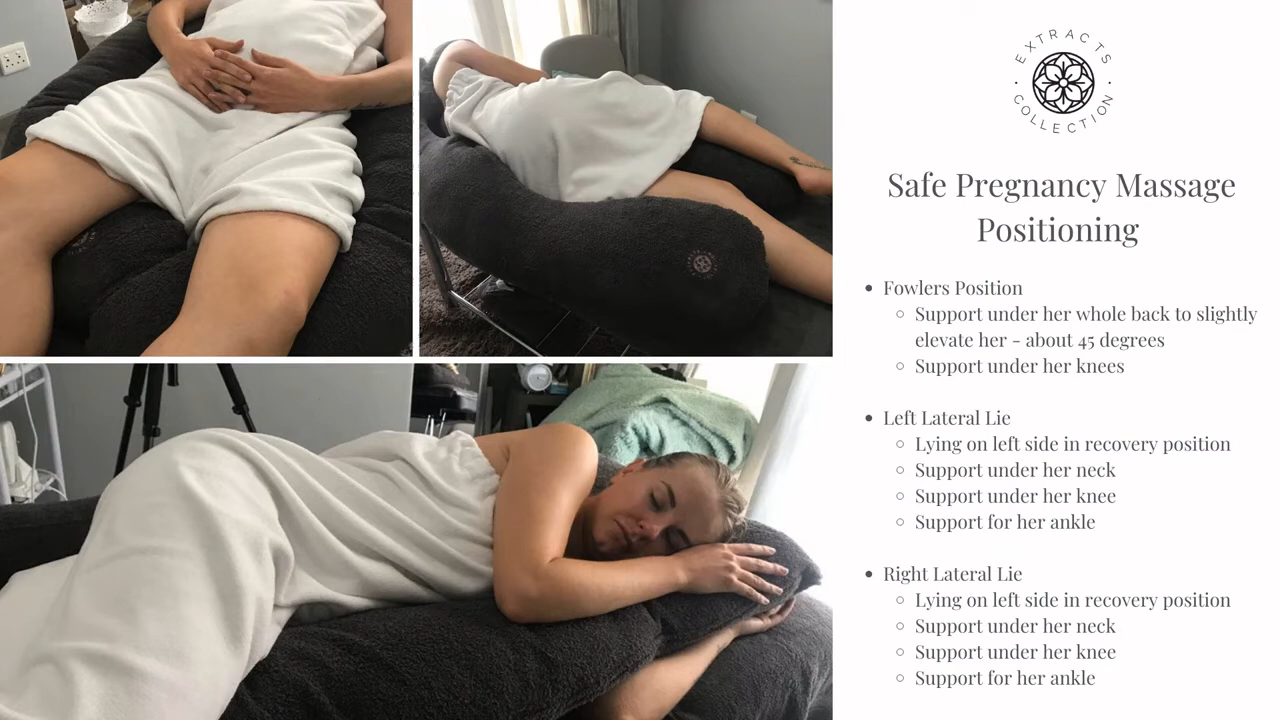 EXTRACTS
COLLECTION
Safe Pregnancy Massage
Positioning
• Fowlers Position
○ Support under her whole back to slightly
elevate her - about 45 degrees
○ Support under her knees
• Left Lateral Lie
○ Lying on left side in recovery position
○ Support under her neck
○ Support under her knee
○ Support for her ankle
• Right Lateral Lie
○ Lying on left side in recovery position
○ Support under her neck
○ Support under her knee
○ Support for her ankle